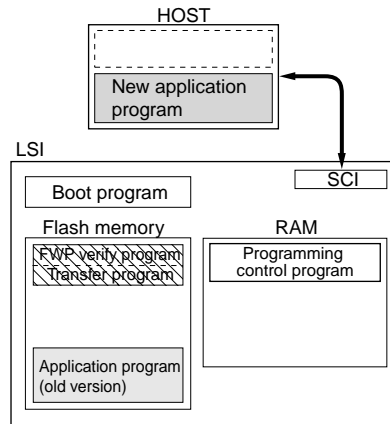 HOST
New application
program
LSI
SCI
Boot program
Flash memory
RAM
FWP verify program
Transfer program
Programming
control program
Application program
(old version)